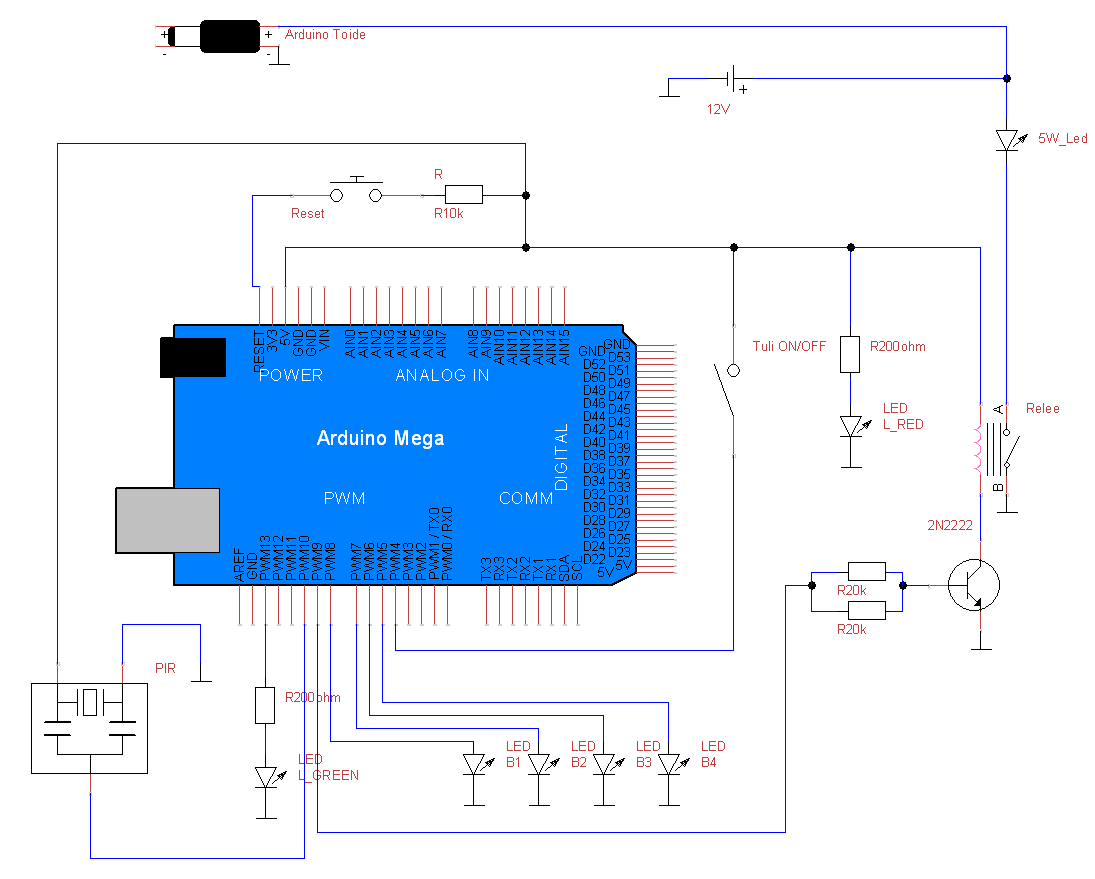 + + Arduino Toide
- -
12V +
5W_Led
R
Reset R10k
RESET 3V3 5V GND GND VIN AIN0 AIN1 AIN2 AIN3 AIN4 AIN5 AIN6 AIN7 AIN8 AIN9 AIN10 AIN11 AIN12 AIN13 AIN14 AIN15
POWER ANALOG IN
GND
GND
D53
D52
D51
D50
D49
D48
D47
D46
D45
D44
D43
D42
D41
D40
D39
D38
D37
D36
D35
D34
D33
D32
D31
D30
D29
D28
D27
D26
D25
D24
D23
D22
5V
5V
Tuli ON/OFF
R200ohm
LED
L_RED
A
Relee
B
Arduino Mega
DIGITAL
PWM COMM
2N2222
AREF GND PWM13 PWM12 PWM11 PWM10 PWM9 PWM8 PWM7 PWM6 PWM5 PWM4 PWM3 PWM2 PWM1/TX0 PWM0/RX0 TX3 RX3 TX2 RX2 TX1 RX1 SDA SCL
R20k
R20k
PIR
R200ohm
LED
L_GREEN
LED
B1
LED
B2
LED
B3
LED
B4